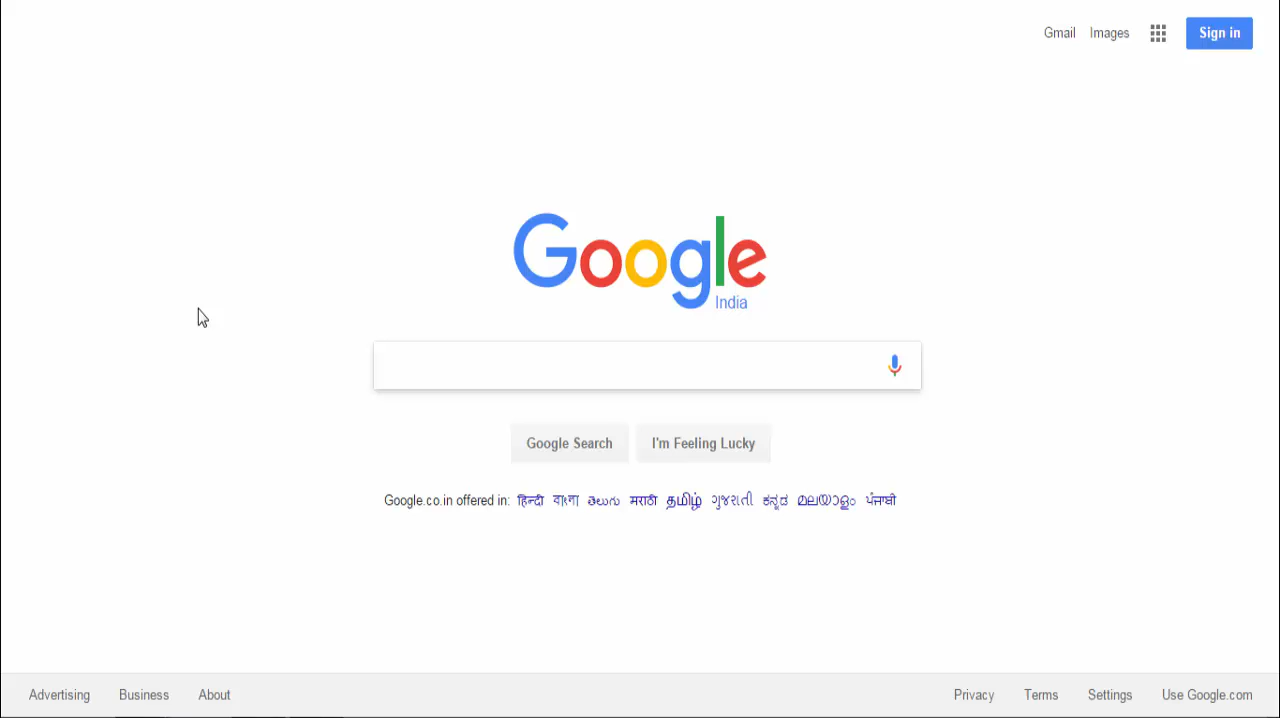 Gmail Images Sign in
Google
India
Google Search I'm Feeling Lucky
Google.co.in offered in: हिन्दी বাংলা తెలుగు मराठी தமிழ் ગુજરાતી ಕನ್ನಡ മലയാളം ਪੰਜਾਬੀ
Advertising Business About Privacy Terms Settings Use Google.com